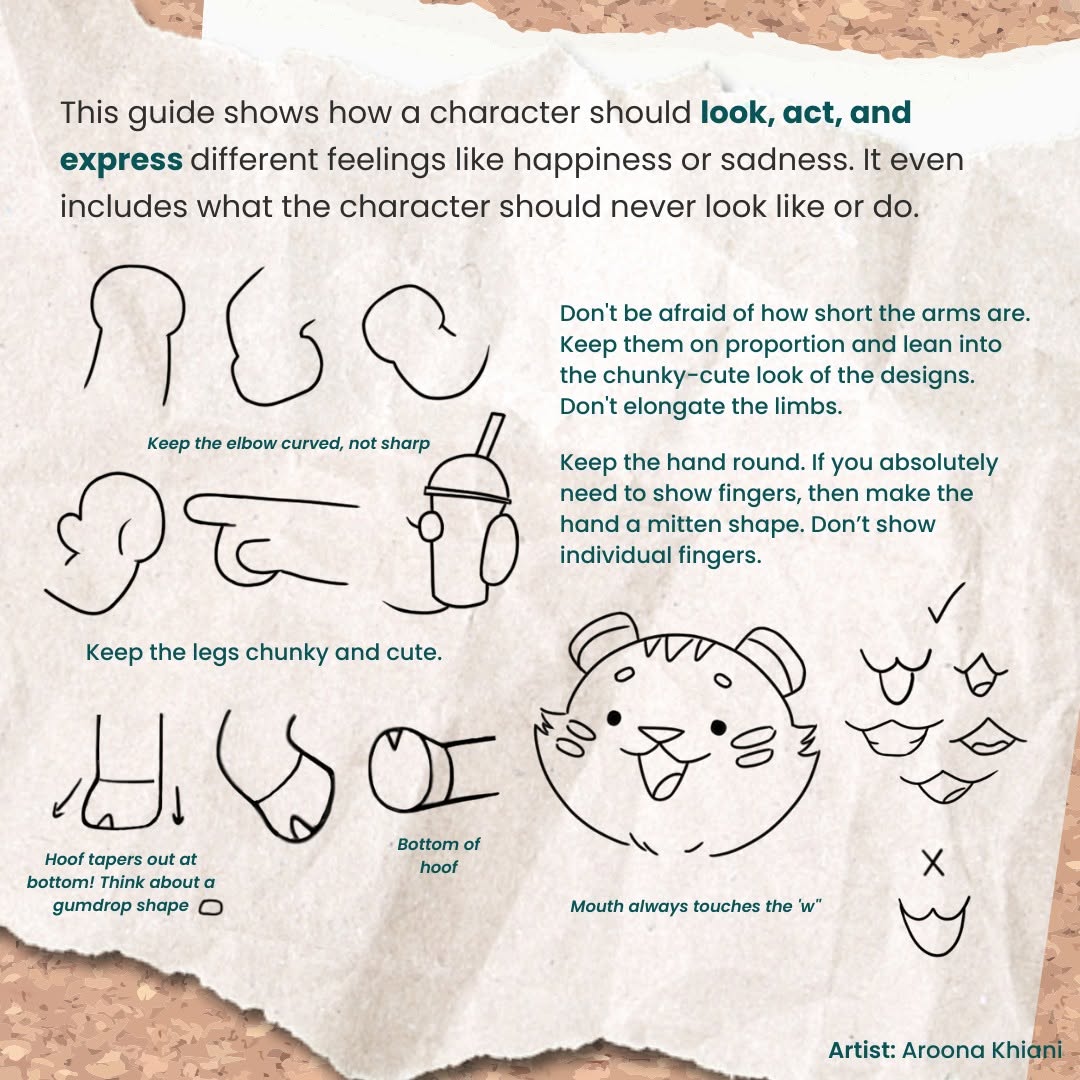 This guide shows how a character should look, act, and
express different feelings like happiness or sadness. It even
includes what the character should never look like or do.
Don't be afraid of how short the arms are.
Keep them on proportion and lean into
the chunky-cute look of the designs.
Don't elongate the limbs.
Keep the elbow curved, not sharp
Keep the hand round. If you absolutely
need to show fingers, then make the
hand a mitten shape. Don’t show
individual fingers.
Keep the legs chunky and cute.
Hoof tapers out at
bottom! Think about a
gumdrop shape
Bottom of
hoof
Mouth always touches the 'w"
Artist: Aroona Khiani